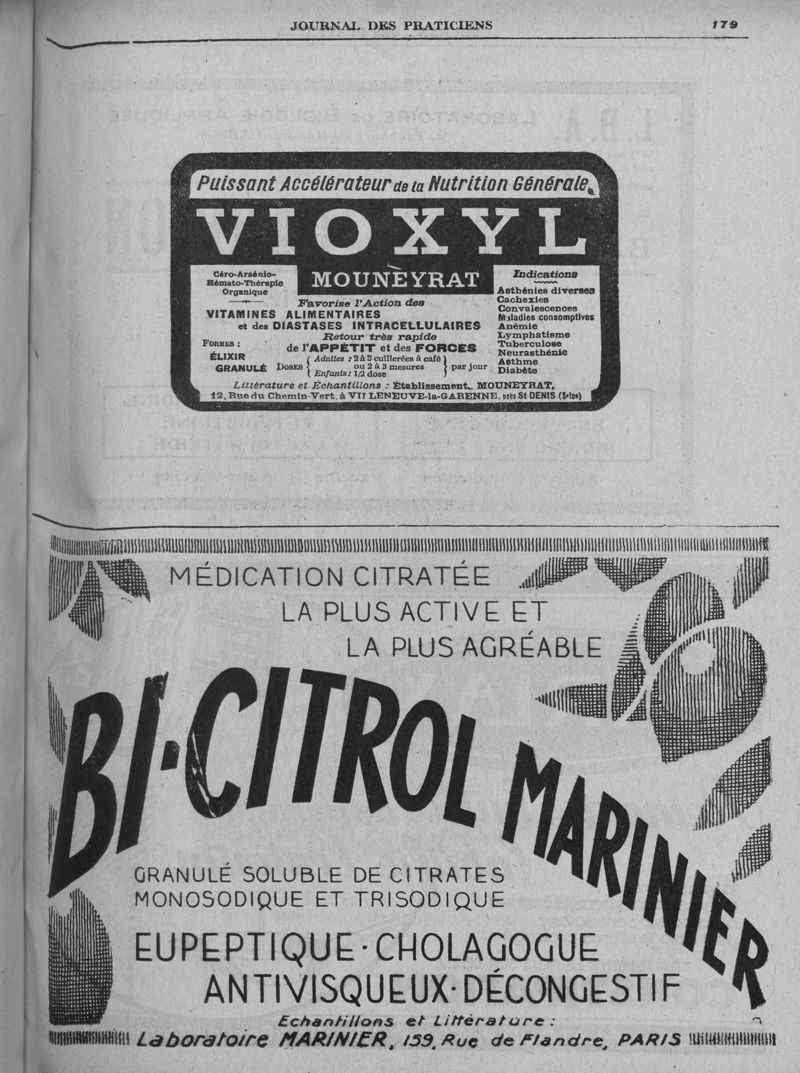 JOURNAL DES PRATICIENS 179
Puissant Accélérateur de la Nutrition Générale.
VIOXYL
MOUNEYRAT
Céro-Arsénio-
Hémato-Thérapie
Organique
Favorise l'Action des
VITAMINES ALIMENTAIRES
et des DIASTASES INTRACELLULAIRES
Retour très rapide
de l'APPÉTIT et des FORCES
FORMES :
ÉLIXIR
GRANULÉ
DOSES { Adultes : 2 à 3 cuillerées à café
ou 2 à 3 mesures
Enfants : 1/2 dose } par jour
Indications
Asthénies diverses
Cachexies
Convalescences
Maladies consomptives
Anémie
Lymphatisme
Tuberculose
Neurasthénie
Asthme
Diabète
Littérature et Échantillons : Établissement MOUNEYRAT,
12, Rue du Chemin-Vert, à VILLENEUVE-la-GARENNE, près St-DENIS (Seine)
MÉDICATION CITRATÉE
LA PLUS ACTIVE ET
LA PLUS AGRÉABLE
BI-CITROL MARINIER
GRANULÉ SOLUBLE DE CITRATES
MONOSODIQUE ET TRISODIQUE
EUPEPTIQUE · CHOLAGOGUE
ANTIVISQUEUX · DÉCONGESTIF
Echantillons et Littérature :
Laboratoire MARINIER, 159, Rue de Flandre, PARIS